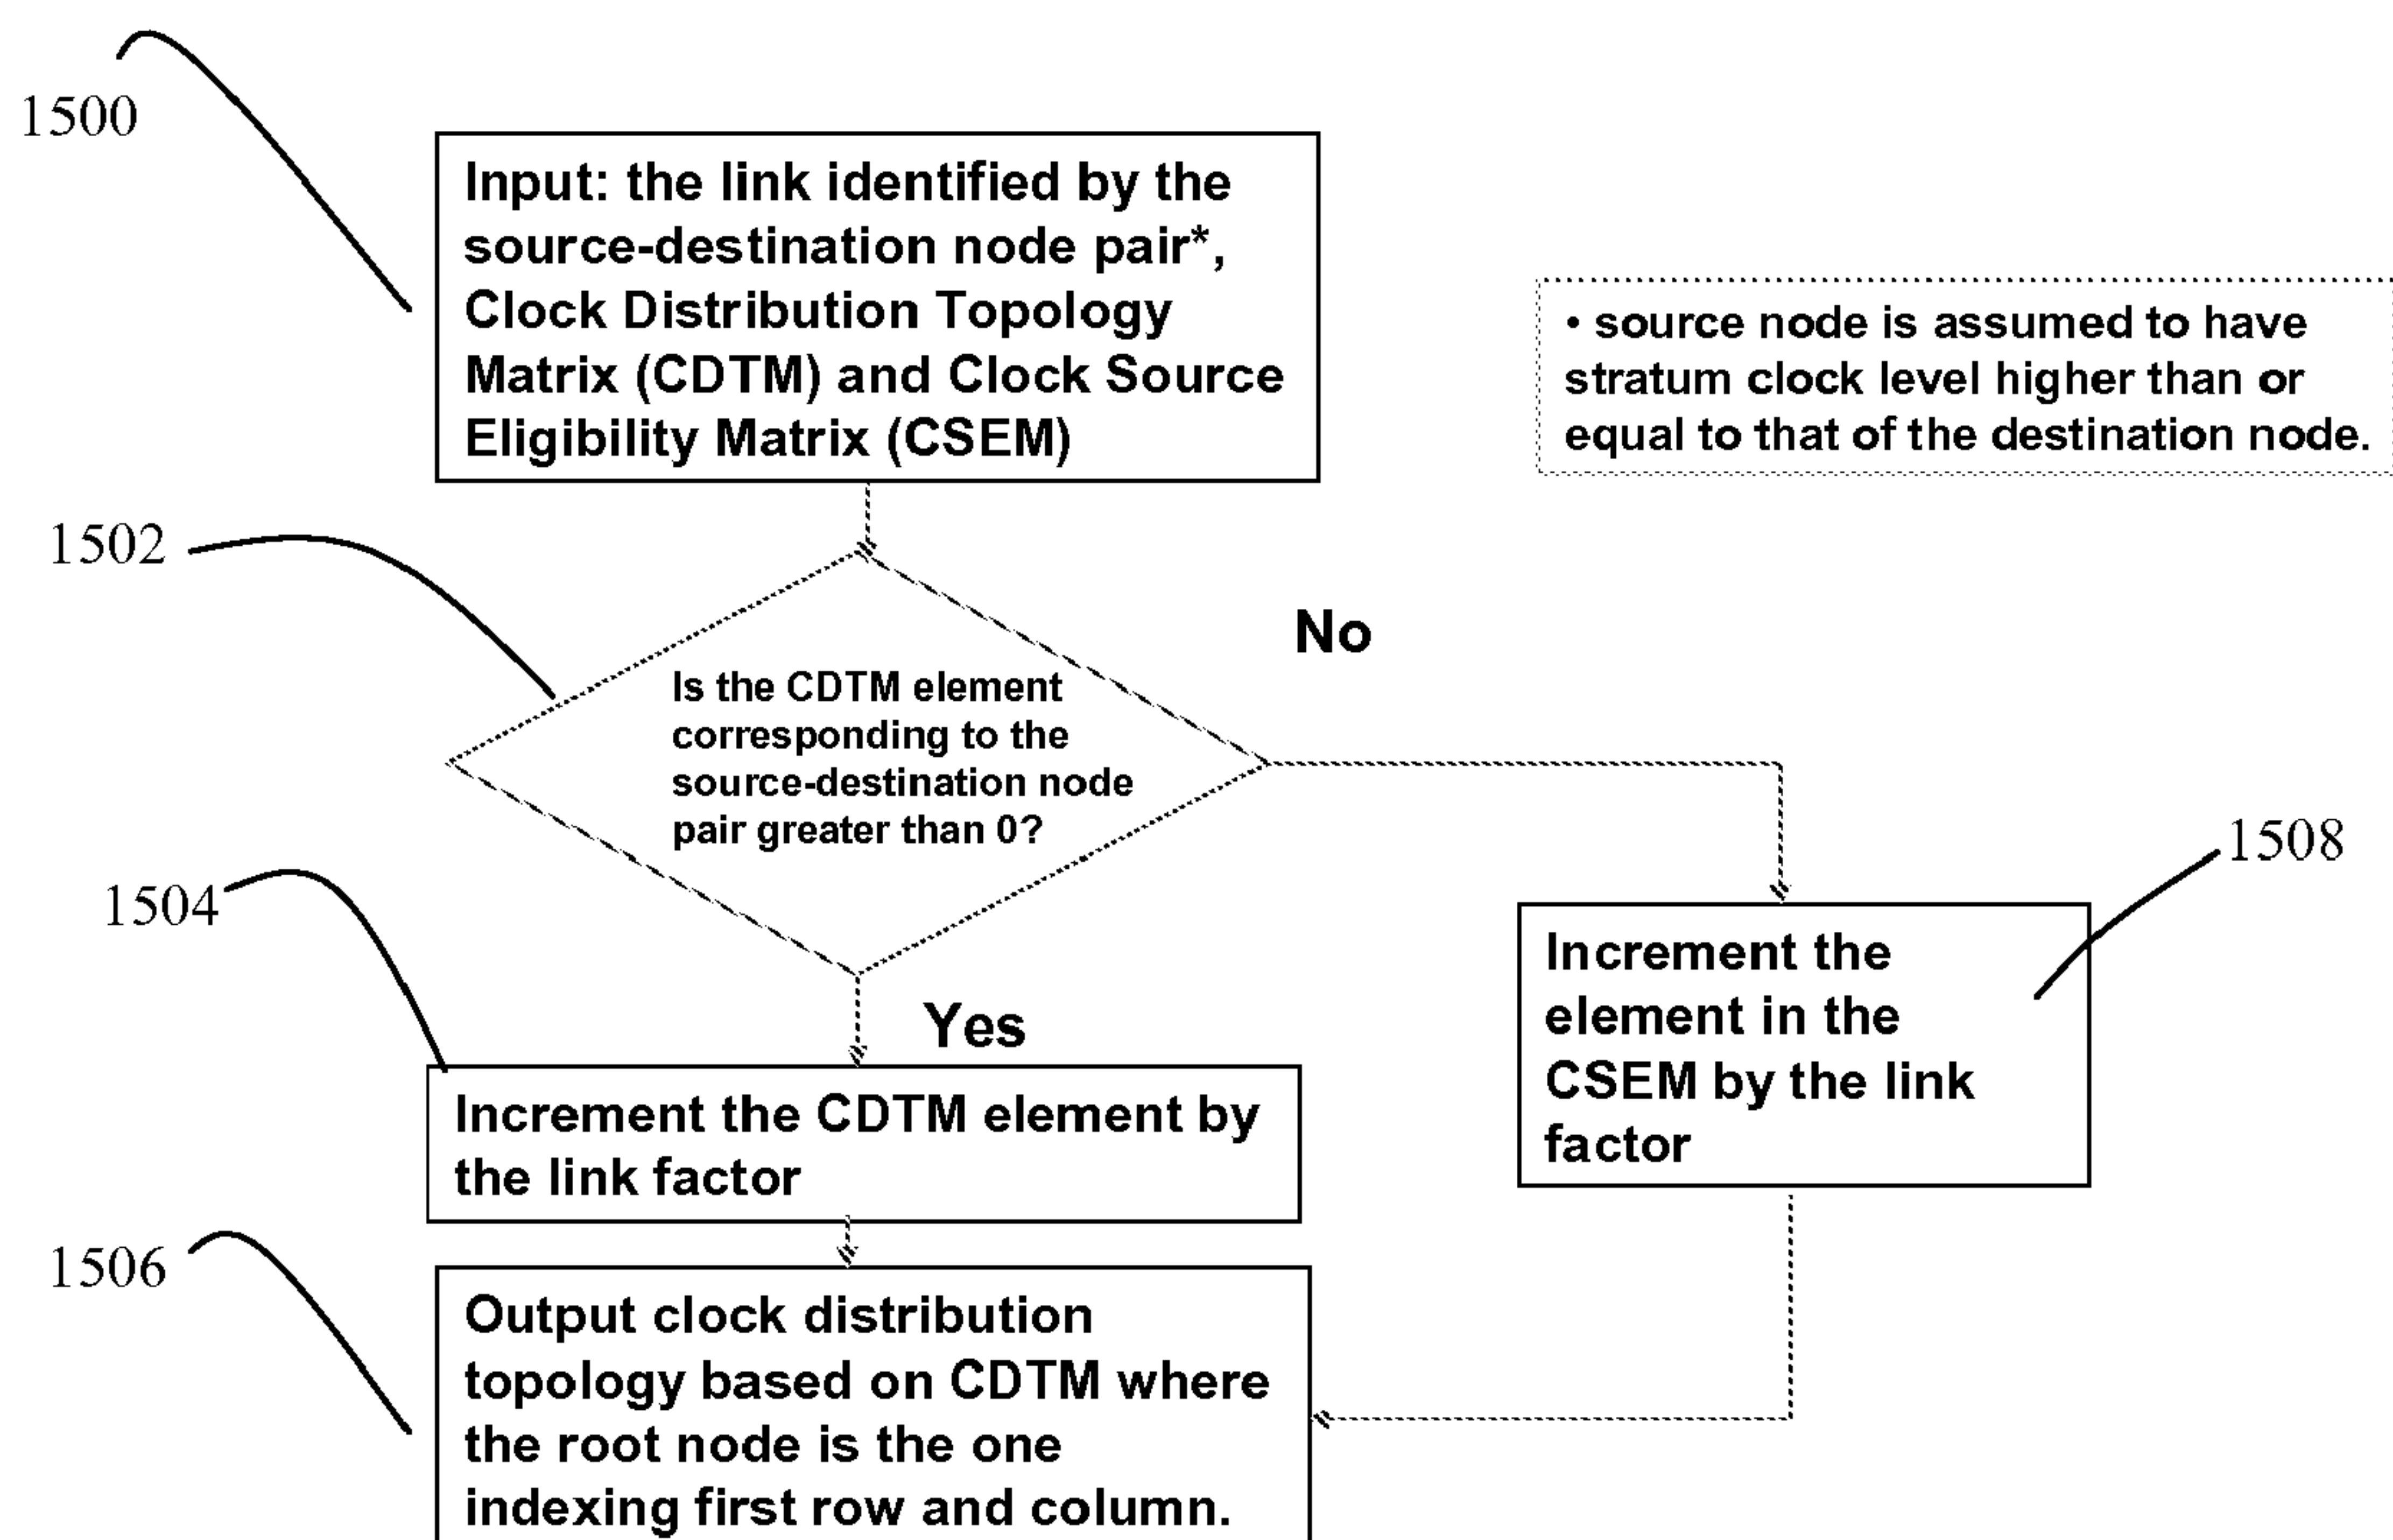 1500
Input: the link identified by the
source-destination node pair*,
Clock Distribution Topology
Matrix (CDTM) and Clock Source
Eligibility Matrix (CSEM)
• source node is assumed to have
stratum clock level higher than or
equal to that of the destination node.
1502
No
Is the CDTM element
corresponding to the
source-destination node
pair greater than 0?
1508
1504
Increment the
element in the
CSEM by the link
factor
Yes
Increment the CDTM element by
the link factor
1506
Output clock distribution
topology based on CDTM where
the root node is the one
indexing first row and column.